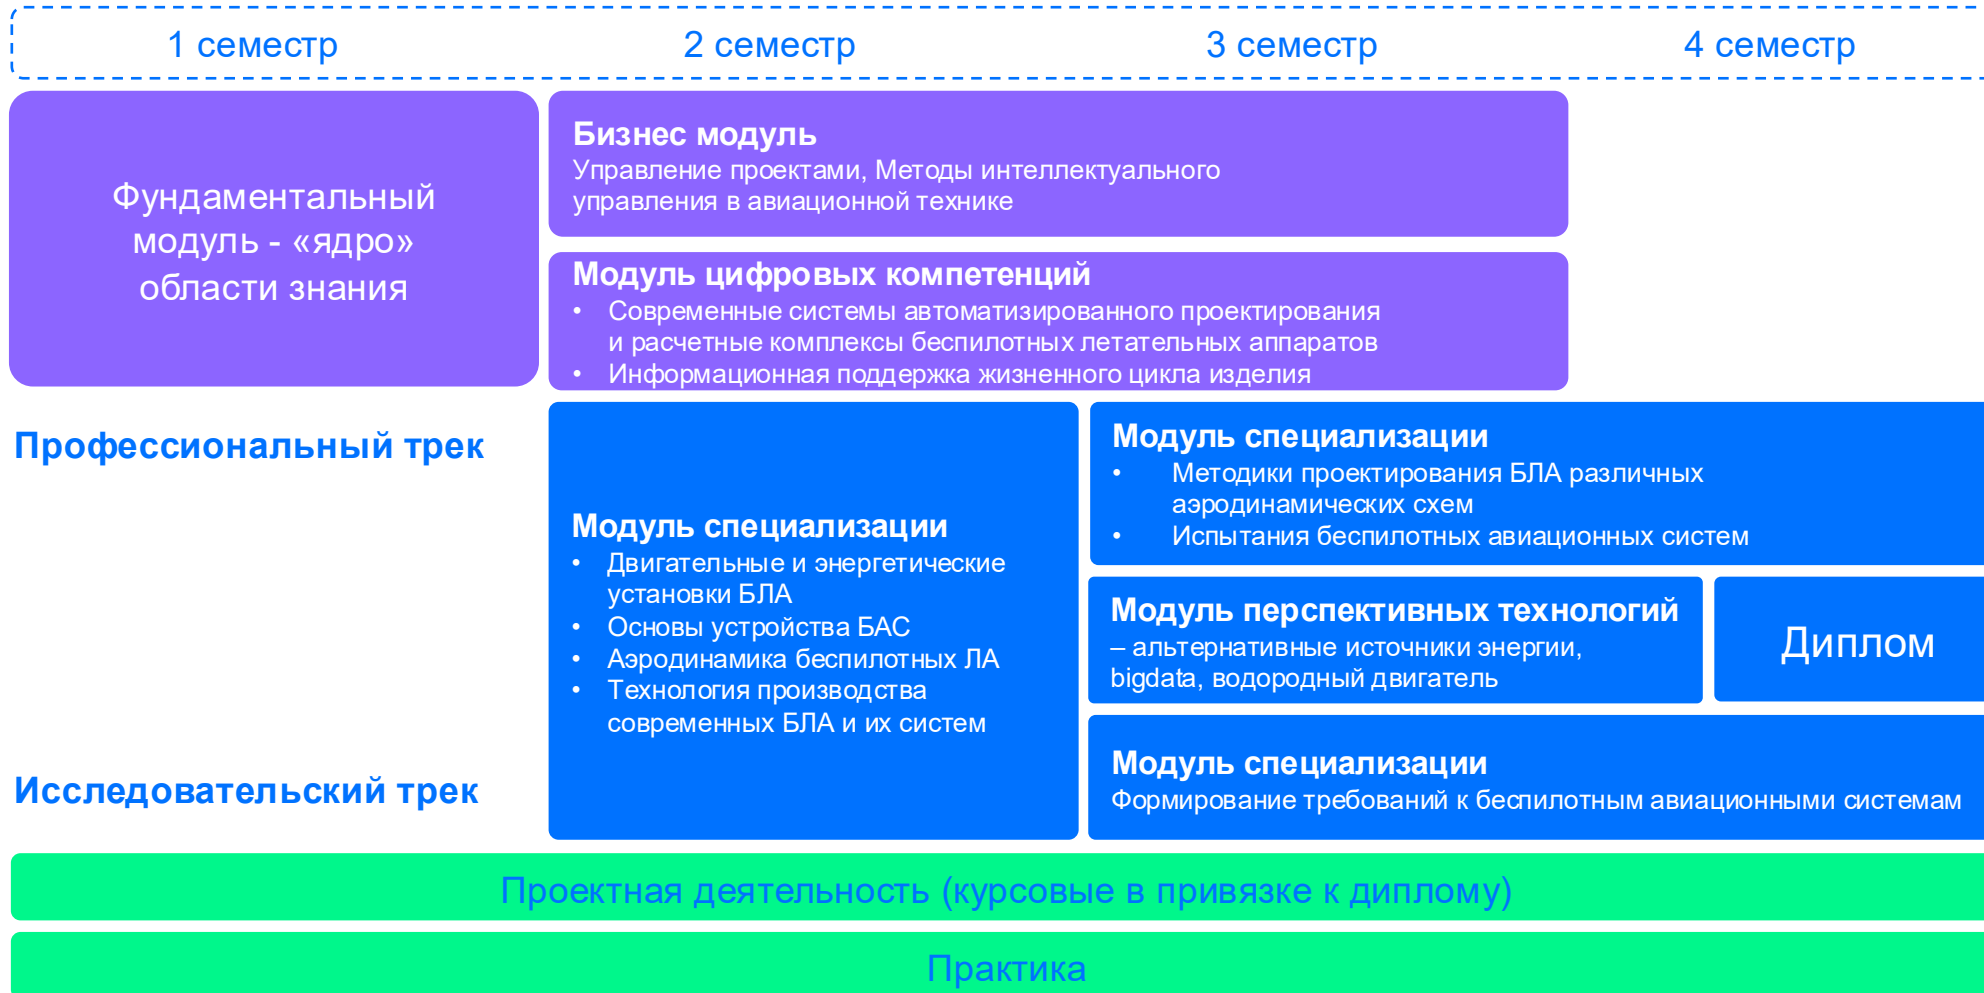 1 семестр
2 семестр
3 семестр
4 семестр
Фундаментальный
модуль - «ядро»
области знания
Бизнес модуль
Управление проектами, Методы интеллектуального
управления в авиационной технике
Модуль цифровых компетенций
• Современные системы автоматизированного проектирования
и расчетные комплексы беспилотных летательных аппаратов
• Информационная поддержка жизненного цикла изделия
Профессиональный трек
Исследовательский трек
Модуль специализации
• Двигательные и энергетические
установки БЛА
• Основы устройства БАС
• Аэродинамика беспилотных ЛА
• Технология производства
современных БЛА и их систем
Модуль специализации
• Методики проектирования БЛА различных
аэродинамических схем
• Испытания беспилотных авиационных систем
Модуль перспективных технологий
– альтернативные источники энергии,
bigdata, водородный двигатель
Диплом
Модуль специализации
Формирование требований к беспилотным авиационными системам
Проектная деятельность (курсовые в привязке к диплому)
Практика